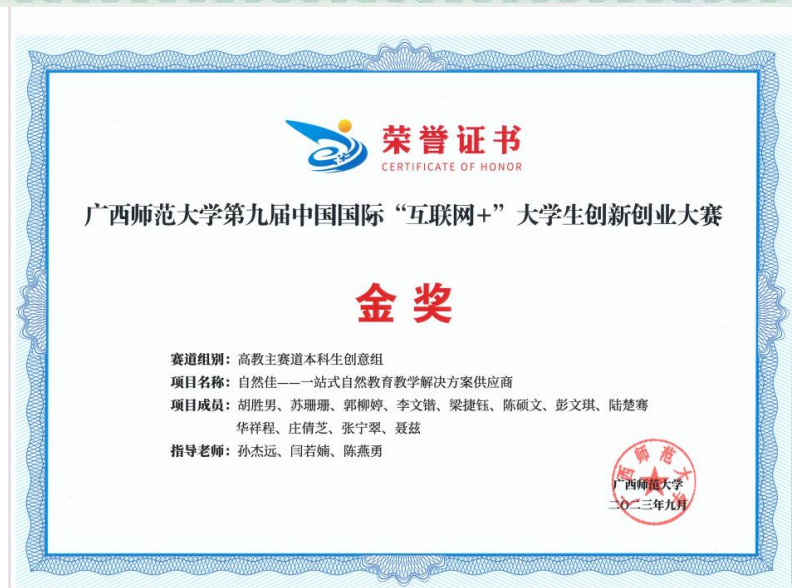 荣誉证书
CERTIFICATE OF HONOR
广西师范大学第九届中国国际“互联网+”大学生创新创业大赛
金奖
赛道组别：高教主赛道本科生创意组
项目名称：自然佳——一站式自然教育教学解决方案供应商
项目成员：胡胜男、苏珊珊、郭柳婷、李文锴、梁捷钰、陈硕文、彭文琪、陆楚骞
华祥程、庄倩芝、张宁翠、聂兹
指导老师：孙杰远、闫若婻、陈燕勇
广西师范大学
广西师范大学
二〇二三年九月